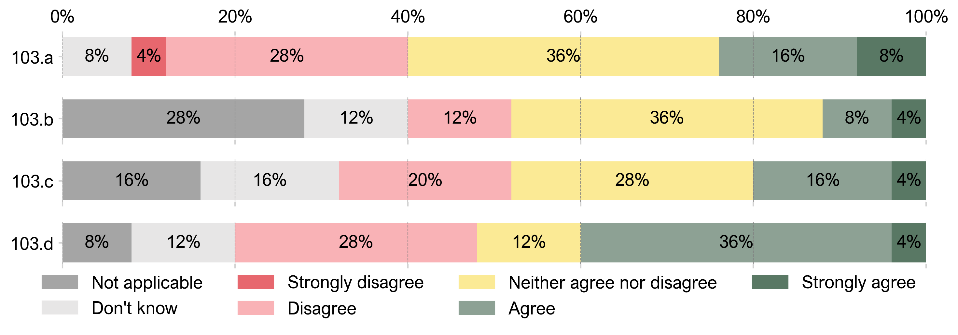 0% 20% 40% 60% 80% 100%
103.a 8% 4% 28% 36% 16% 8%
103.b 28% 12% 12% 36% 8% 4%
103.c 16% 16% 20% 28% 16% 4%
103.d 8% 12% 28% 12% 36% 4%
Not applicable Strongly disagree Neither agree nor disagree Strongly agree
Don't know Disagree Agree